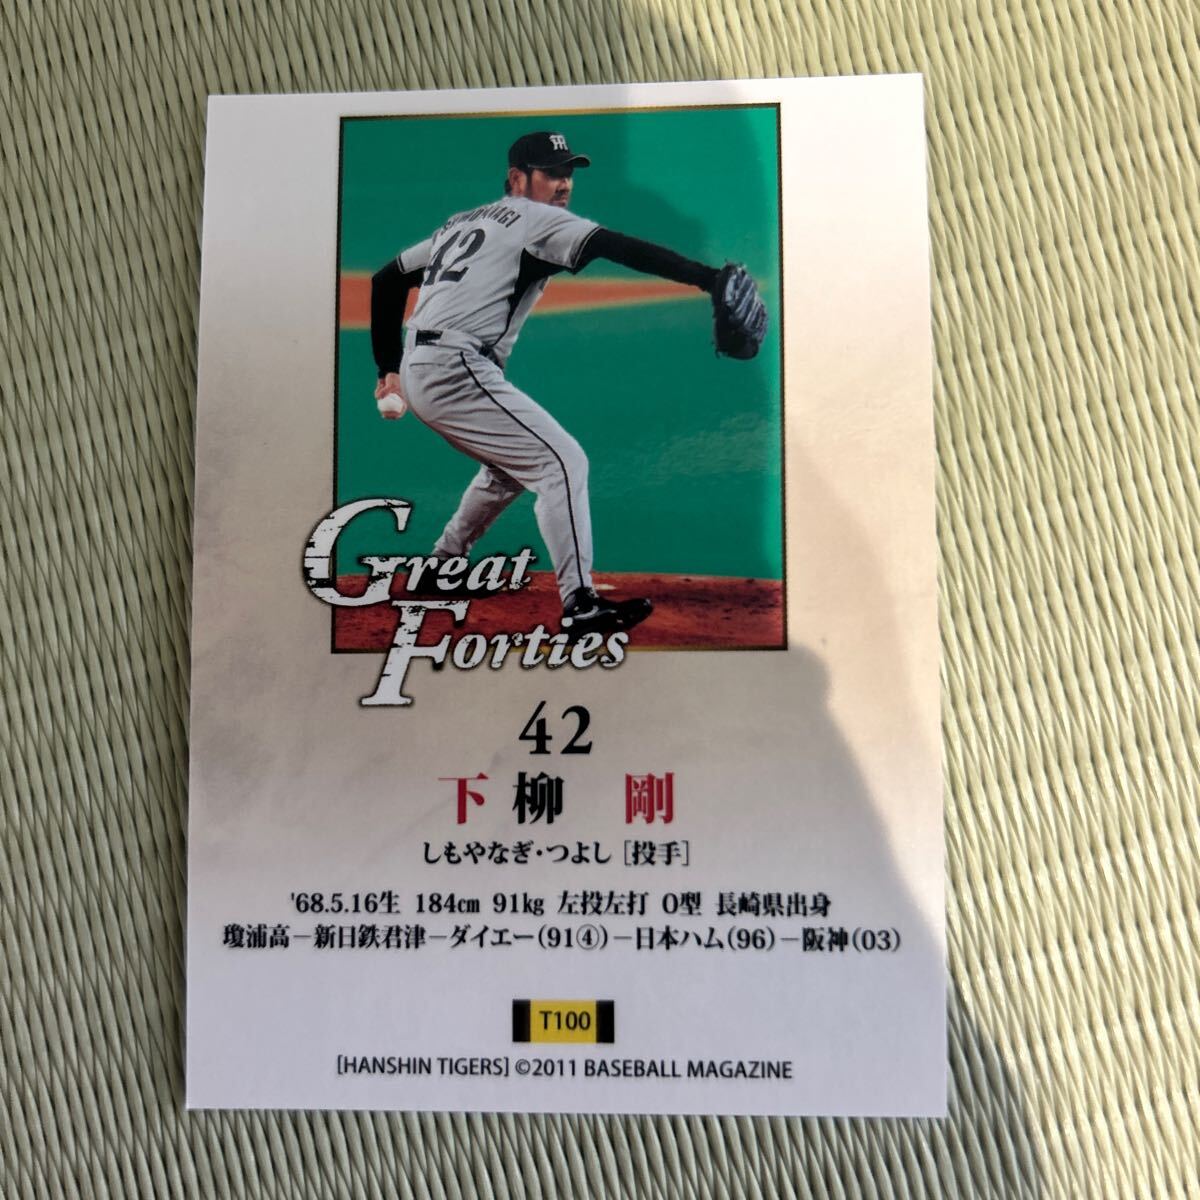 SHIMOYANAGI
42
Great
Forties
42
下柳 剛
しもやなぎ・つよし [投手]
'68.5.16生 184cm 91kg 左投左打 O型 長崎県出身
瓊浦高－新日鉄君津－ダイエー(91④)－日本ハム(96)－阪神(03)
T100
[HANSHIN TIGERS] ©2011 BASEBALL MAGAZINE